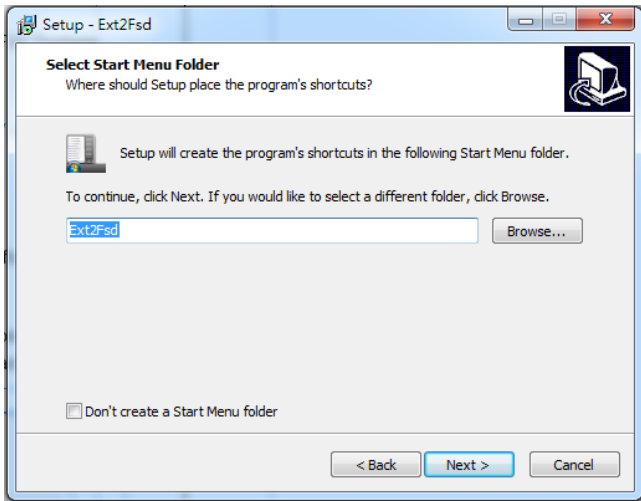 Setup - Ext2Fsd
Select Start Menu Folder
Where should Setup place the program's shortcuts?
Setup will create the program's shortcuts in the following Start Menu folder.
To continue, click Next. If you would like to select a different folder, click Browse.
Ext2Fsd
Browse...
Don't create a Start Menu folder
< Back
Next >
Cancel